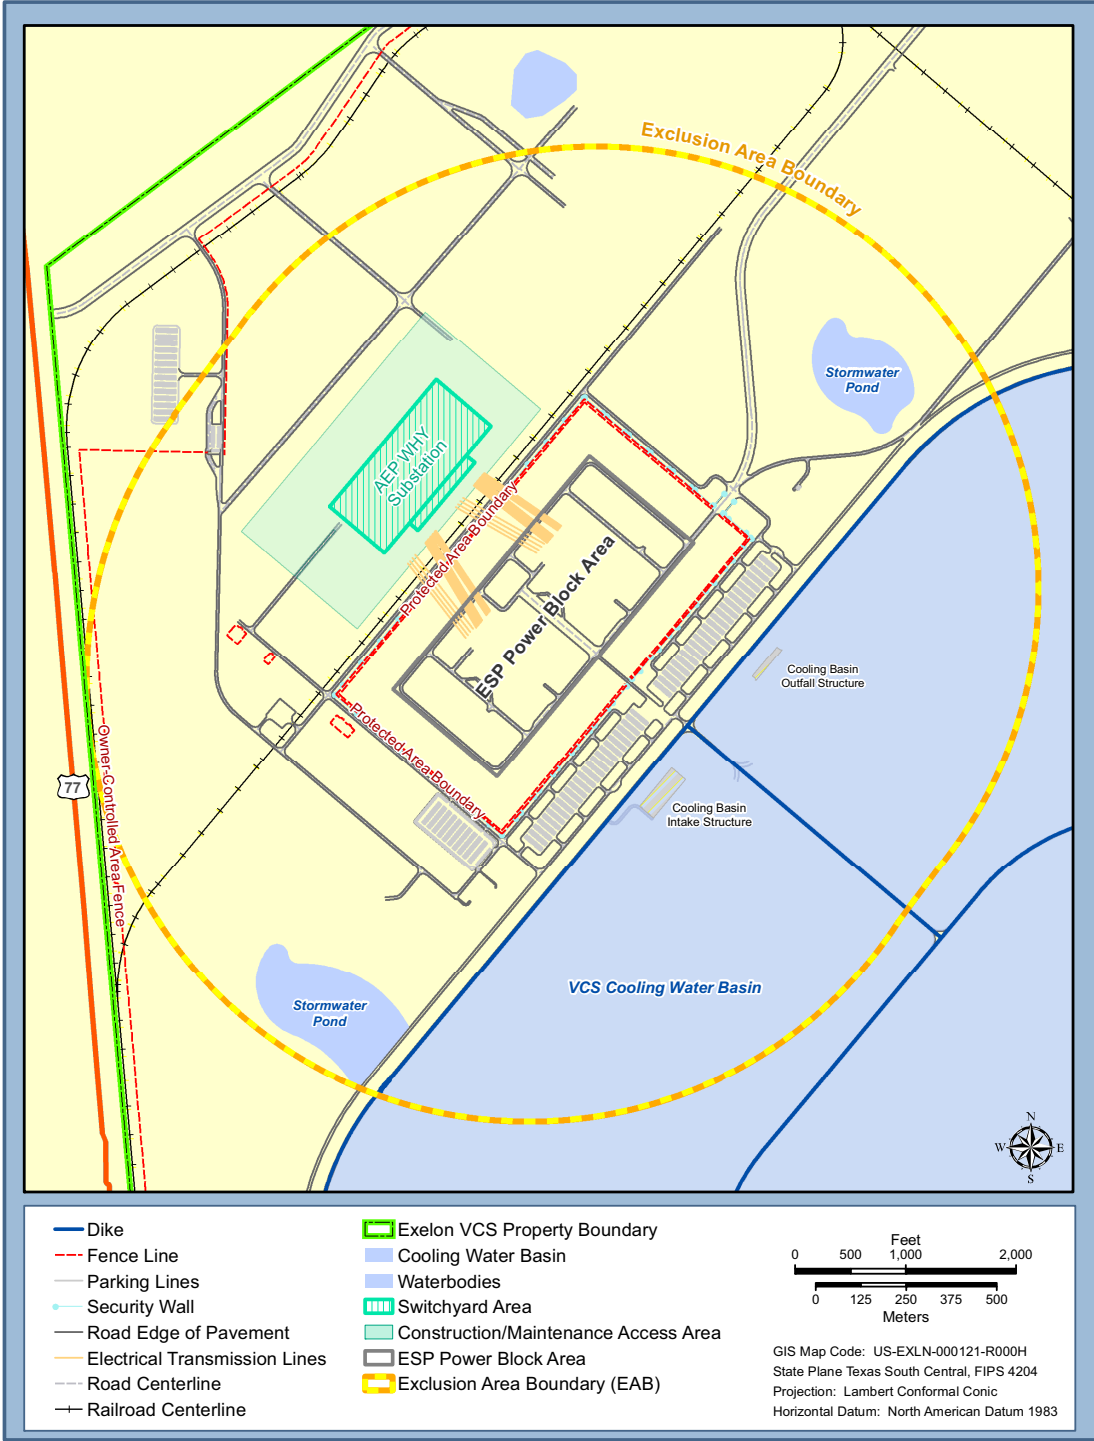 Exclusion Area Boundary
Stormwater
Pond
AEP WHY
Substation
Protected Area Boundary
ESP Power Block Area
Cooling Basin
Outfall Structure
Protected Area Boundary
Owner-Controlled Area Fence
77
Cooling Basin
Intake Structure
VCS Cooling Water Basin
Stormwater
Pond
N
W E
S
Dike
Fence Line
Parking Lines
Security Wall
Road Edge of Pavement
Electrical Transmission Lines
Road Centerline
Railroad Centerline
Exelon VCS Property Boundary
Cooling Water Basin
Waterbodies
Switchyard Area
Construction/Maintenance Access Area
ESP Power Block Area
Exclusion Area Boundary (EAB)
Feet
0 500 1,000 2,000
0 125 250 375 500
Meters
GIS Map Code: US-EXLN-000121-R000H
State Plane Texas South Central, FIPS 4204
Projection: Lambert Conformal Conic
Horizontal Datum: North American Datum 1983